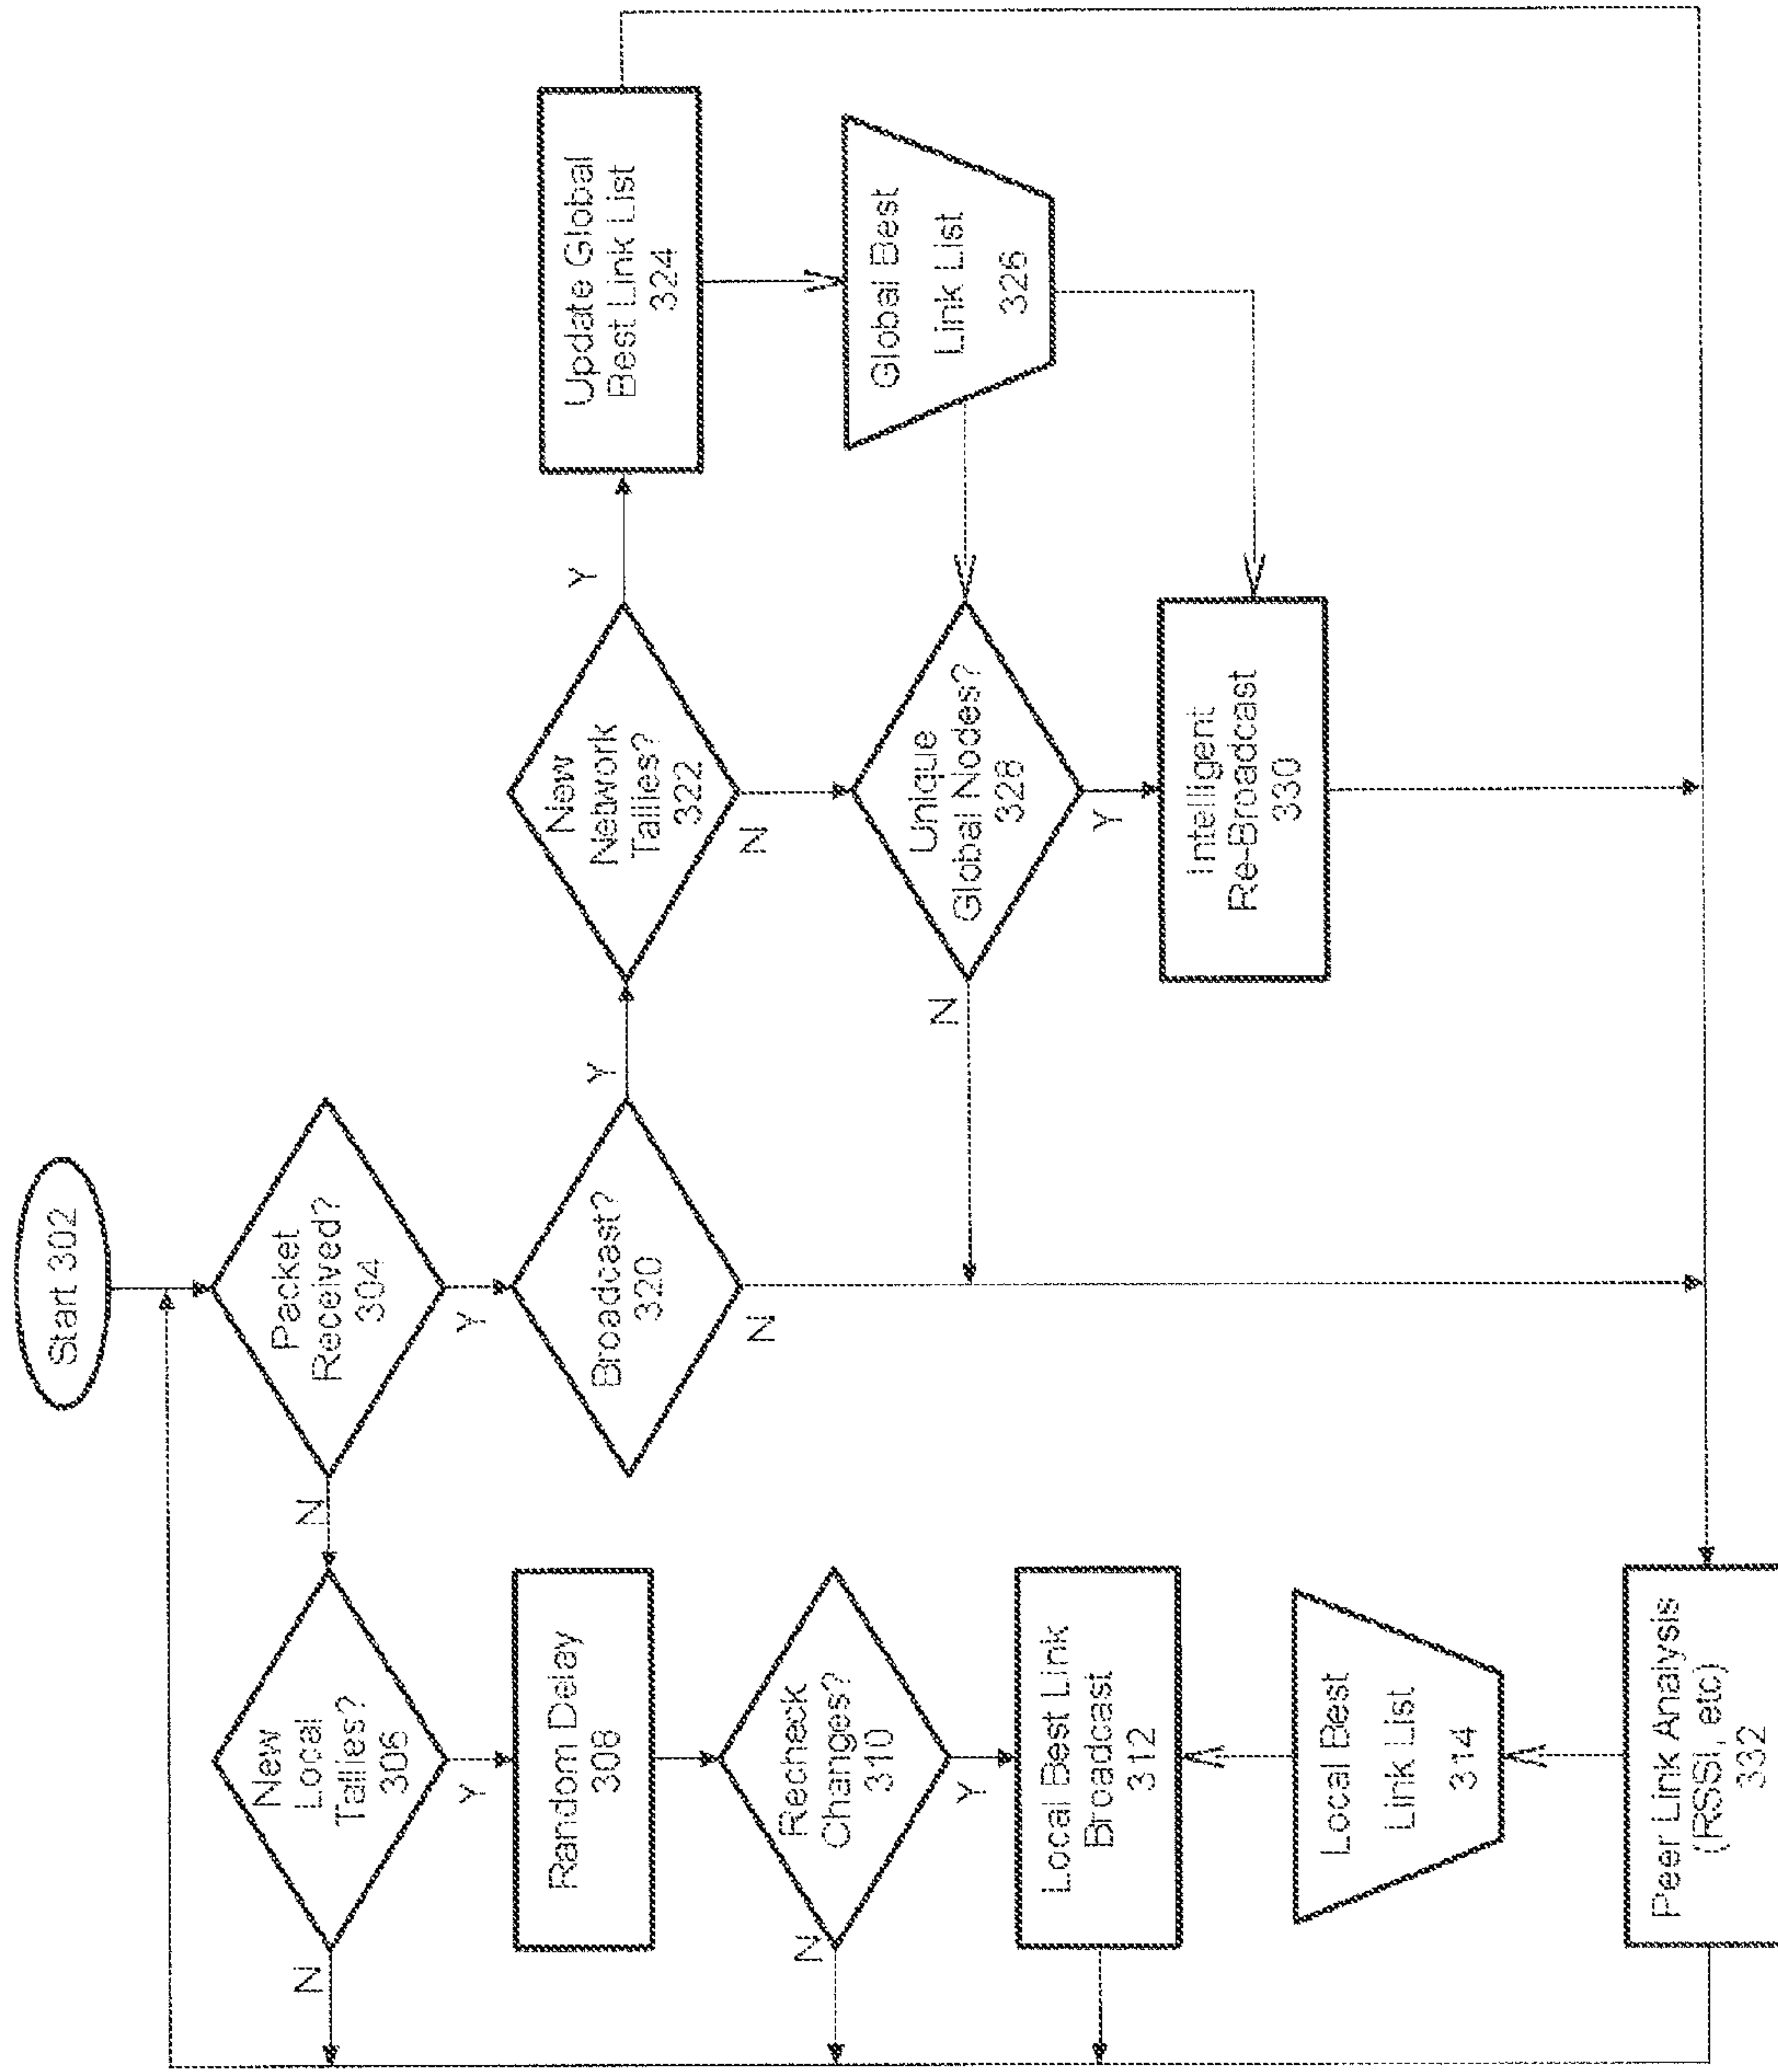 Start 302
Packet
Received?
304
N
Y
New
Local
Tallies?
306
N
Y
Random Delay
308
Recheck
Changes?
310
N
Y
Local Best Link
Broadcast
312
Local Best
Link List
314
Peer Link Analysis
(RSSI, etc)
332
Broadcast?
320
Y
N
New
Network
Tallies?
322
Y
N
Update Global
Best Link List
324
Global Best
Link List
326
Unique
Global Nodes?
328
N
Y
Intelligent
Re-Broadcast
330